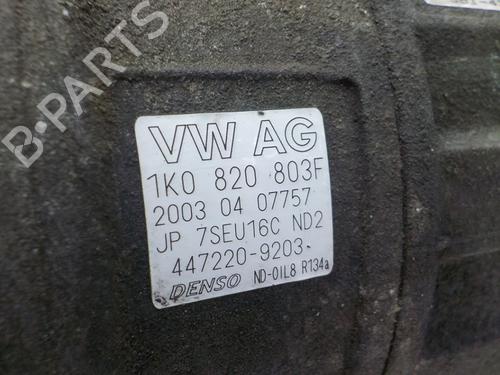 VW AG
1K0 820 803F
2003 04 07757
JP 7SEU16C ND2
447220-9203
DENSO ND-OIL8 R134a
B-Parts